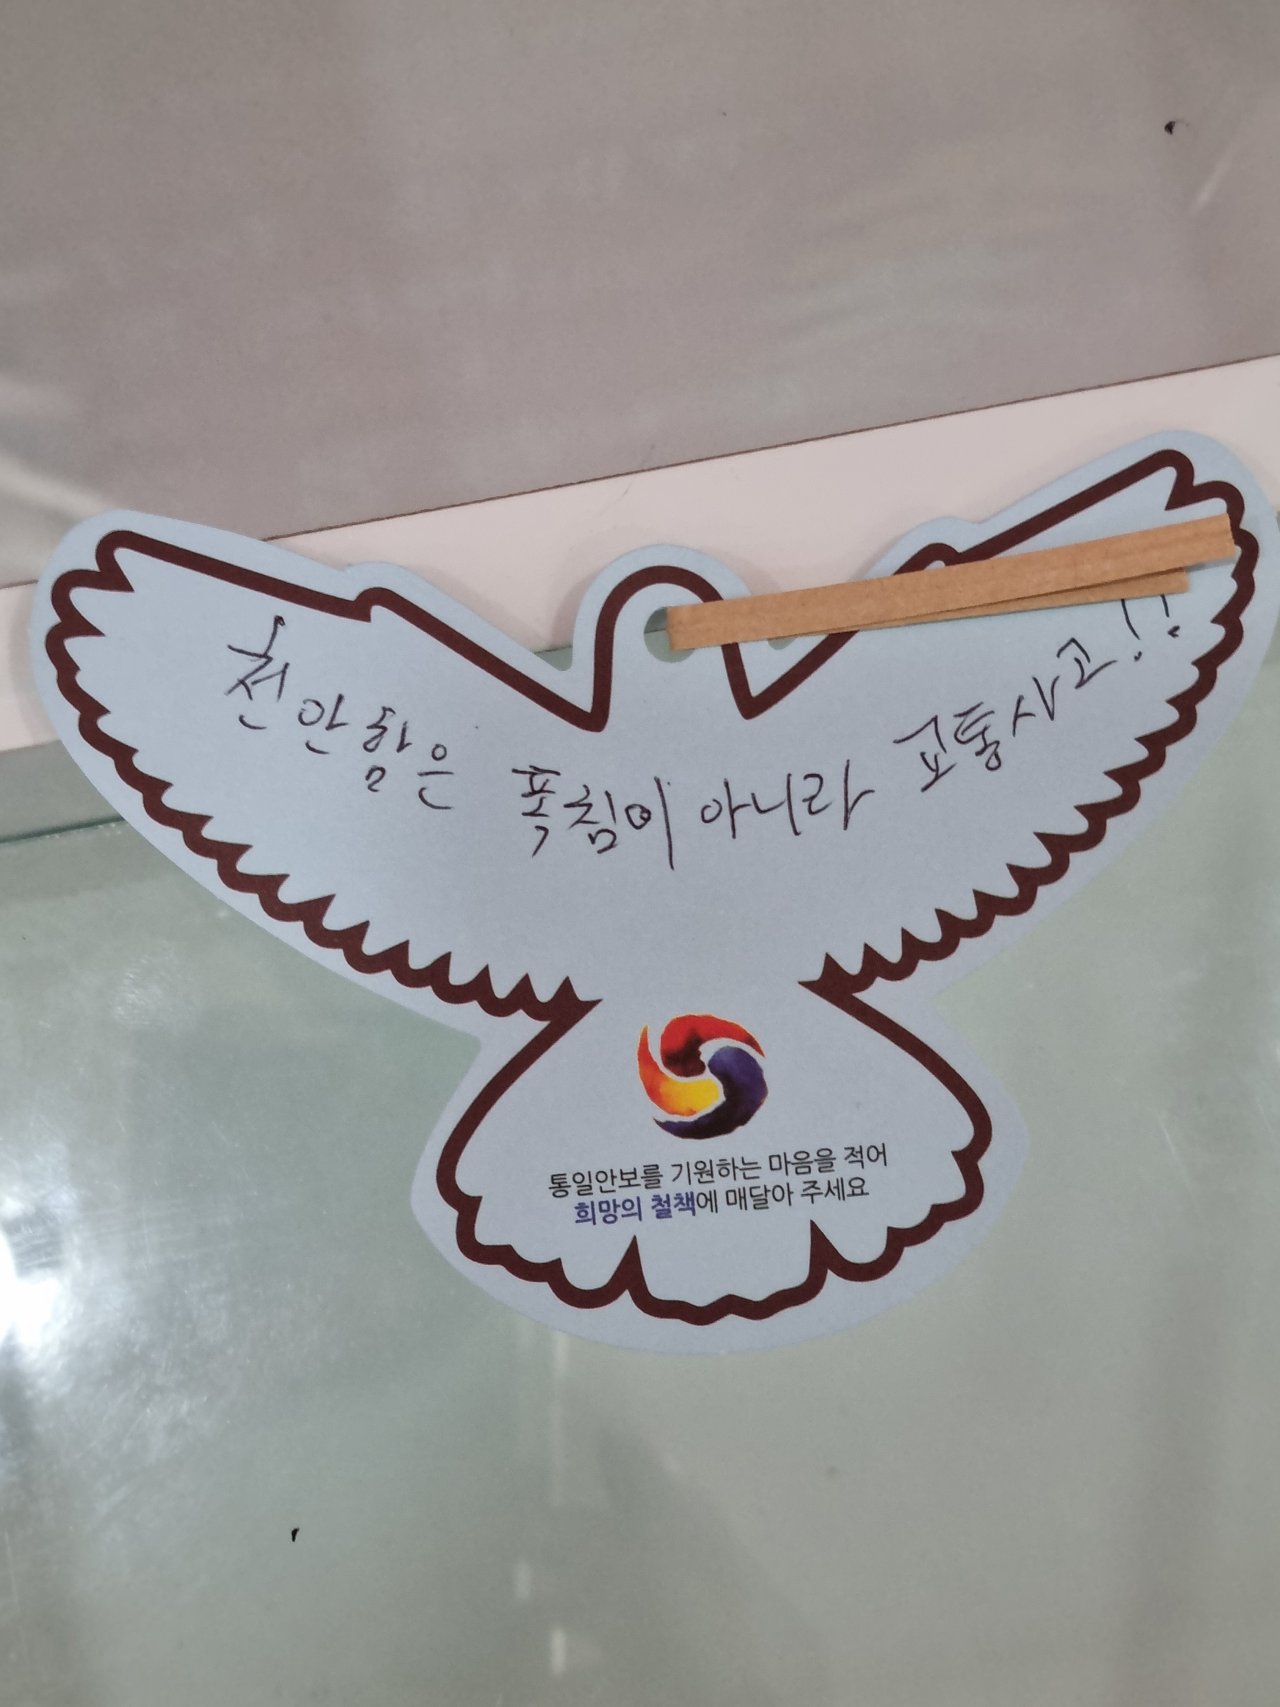 천안함은 폭침이 아니라 교통사고!!
통일안보를 기원하는 마음을 적어
희망의 철책에 매달아 주세요